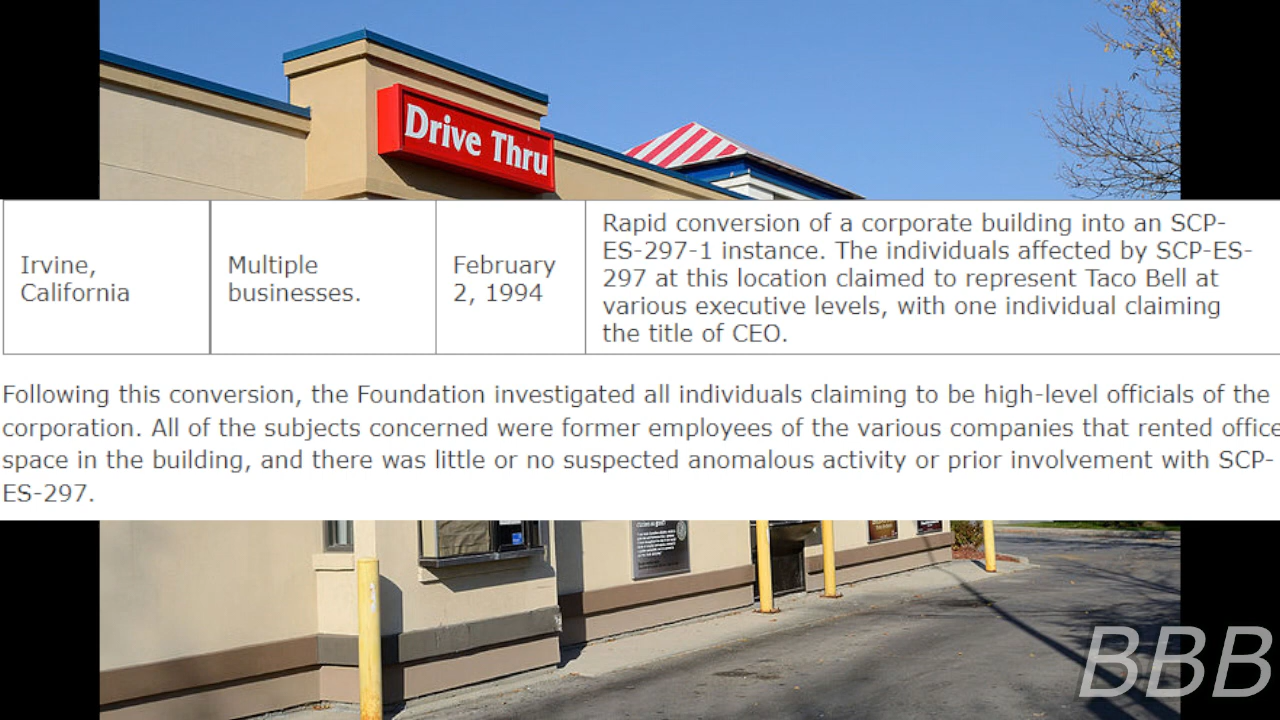 Drive Thru
Irvine,
California
Multiple
businesses.
February
2, 1994
Rapid conversion of a corporate building into an SCP-
ES-297-1 instance. The individuals affected by SCP-ES-
297 at this location claimed to represent Taco Bell at
various executive levels, with one individual claiming
the title of CEO.
Following this conversion, the Foundation investigated all individuals claiming to be high-level officials of the
corporation. All of the subjects concerned were former employees of the various companies that rented office
space in the building, and there was little or no suspected anomalous activity or prior involvement with SCP-
ES-297.
BBB